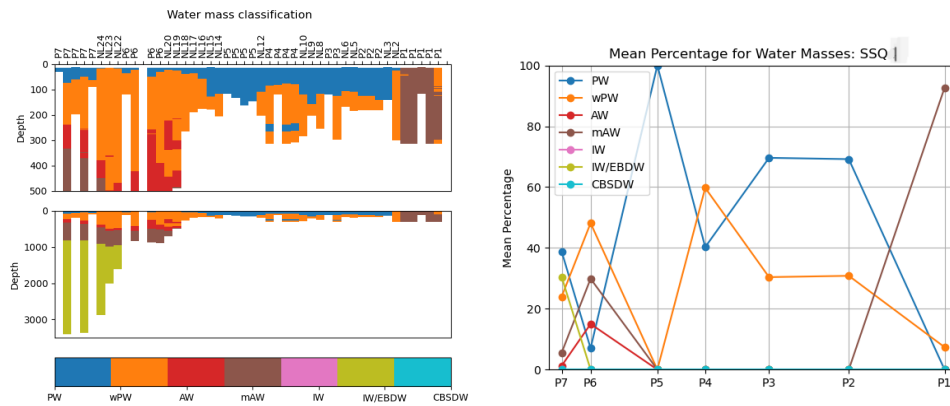 Water mass classification
P7 P7 P7 P7 P7 NL24 NL23 NL22 P6 P6 P6 P6 NL20 NL19 NL18 NL17 NL16 NL15 NL14 P5 P5 P5 P5 NL12 P4 P4 P4 P4 NL10 NL9 NL8 P3 P3 NL6 NL5 P2 P2 P2 NL3 NL2 P1 P1 P1 P1 P1
0
100
200
300
400
500
Depth
0
1000
2000
3000
Depth
PW wPW AW mAW IW IW/EBDW CBSDW
Mean Percentage for Water Masses: SSQ 1
100
80
60
40
20
0
Mean Percentage
PW
wPW
AW
mAW
IW
IW/EBDW
CBSDW
P7 P6 P5 P4 P3 P2 P1